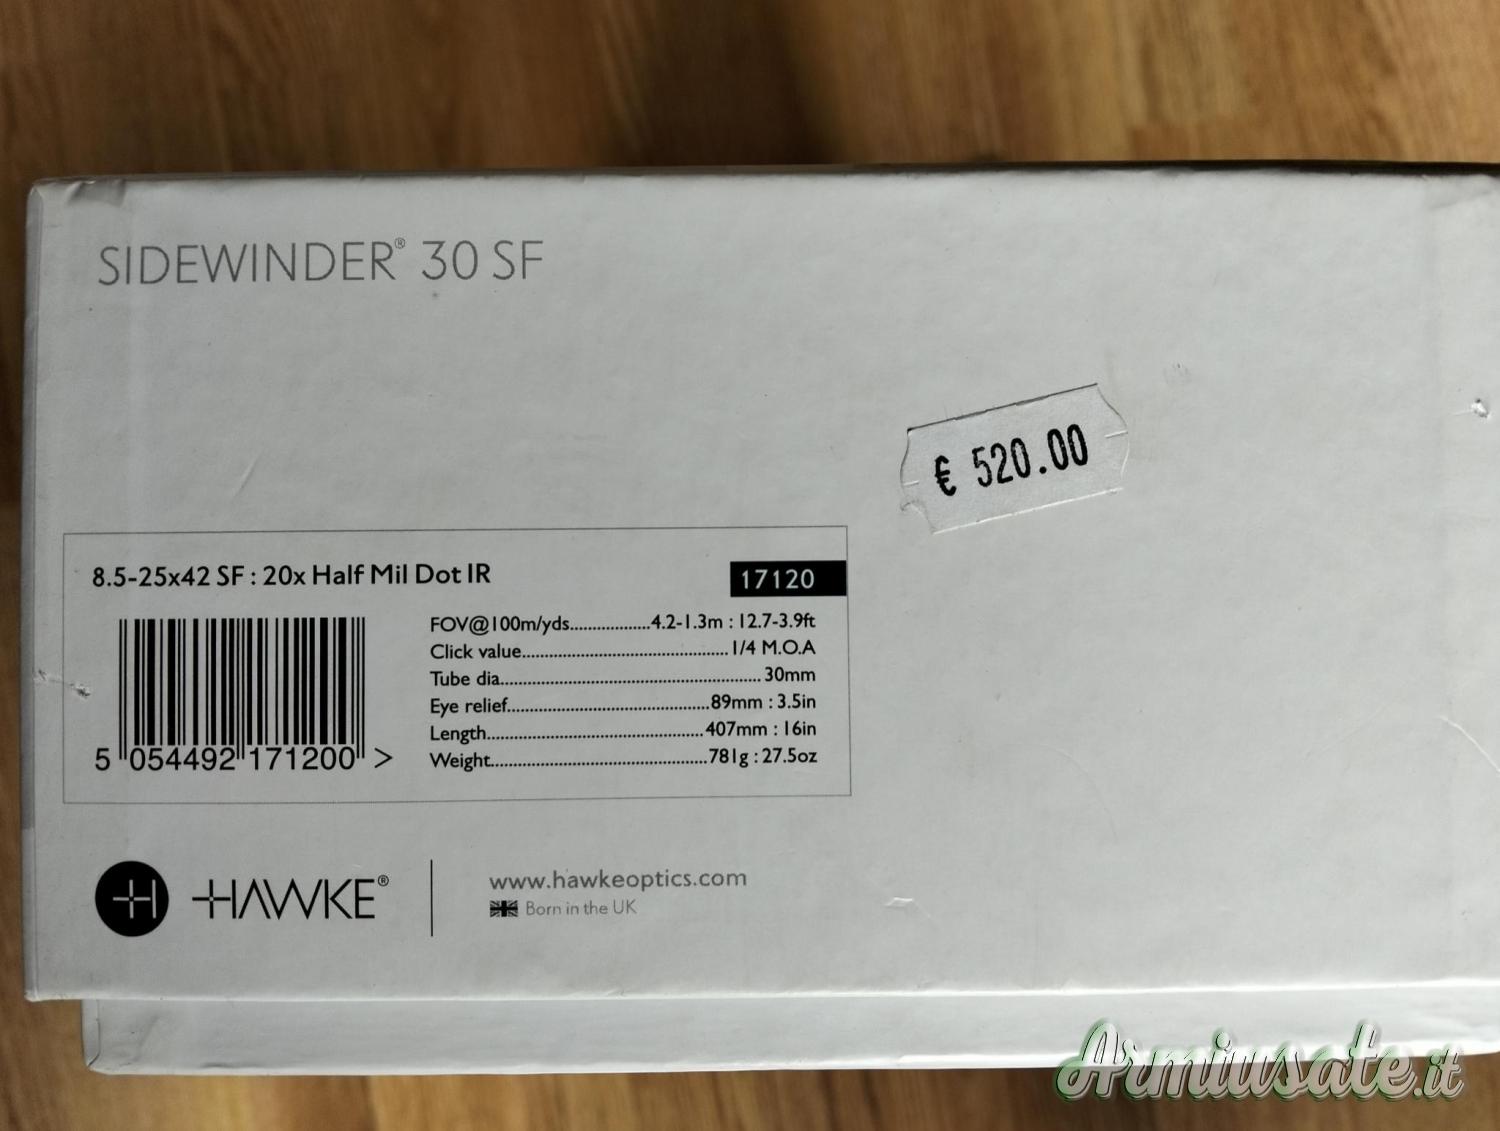 SIDEWINDER® 30 SF
€ 520.00
8.5-25x42 SF : 20x Half Mil Dot IR
17120
FOV@100m/yds..................4.2-1.3m : 12.7-3.9ft
Click value.............................................1/4 M.O.A
Tube dia.........................................................30mm
Eye relief............................................89mm : 3.5in
Length...............................................407mm : 16in
Weight...............................................781g : 27.5oz
5 054492 171200 >
HAWKE®
www.hawkeoptics.com
Born in the UK
Armiusate.it